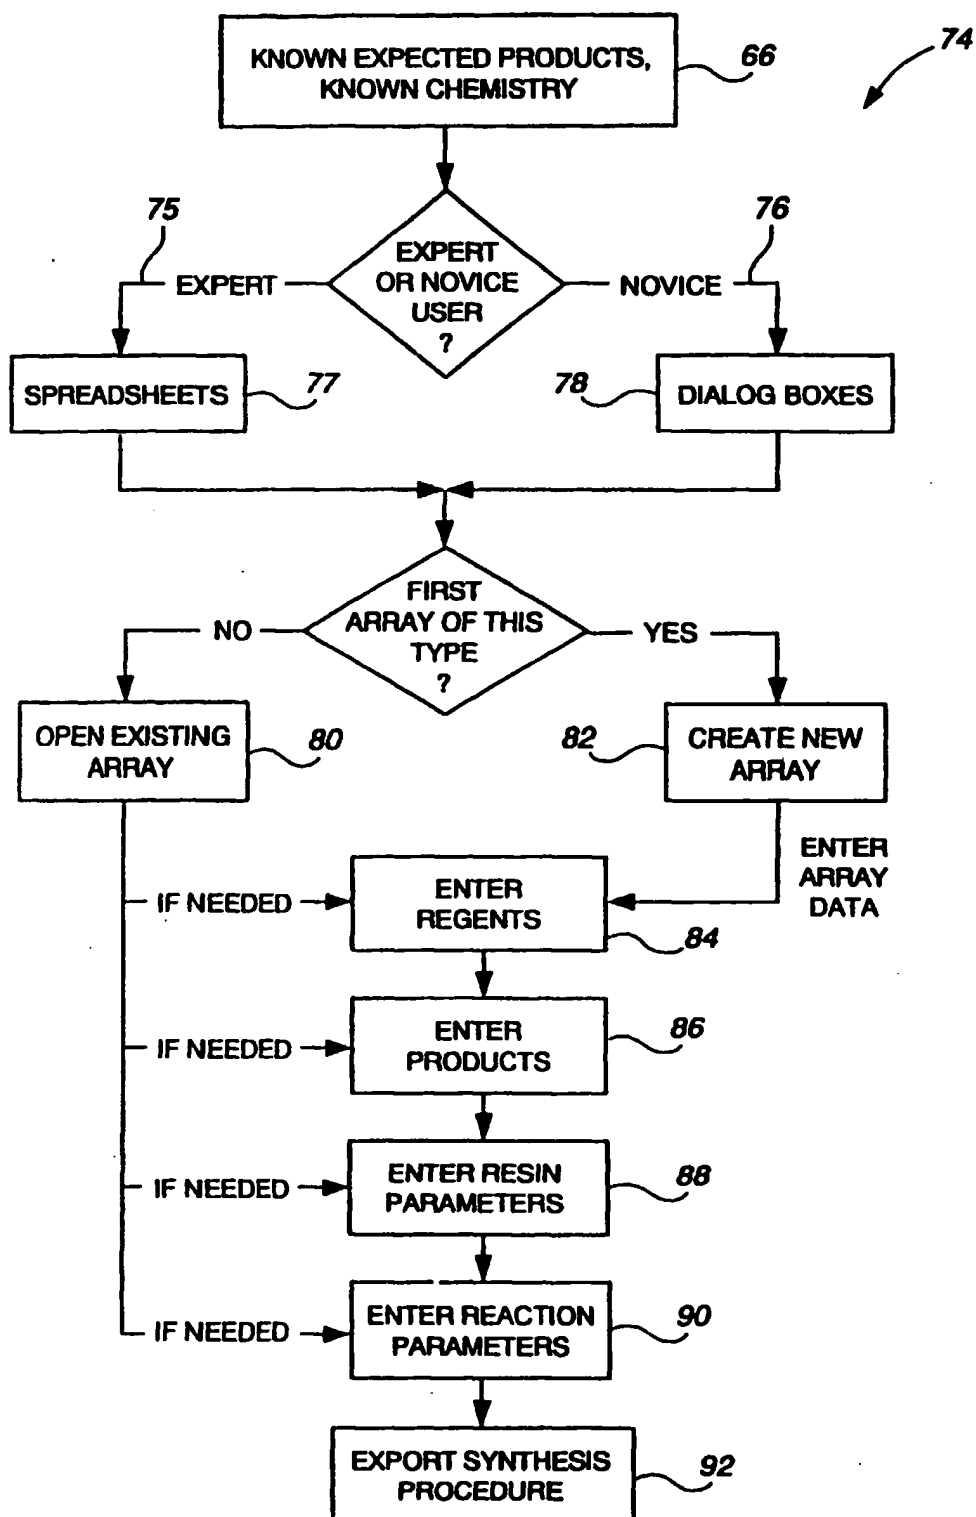 KNOWN EXPECTED PRODUCTS,
KNOWN CHEMISTRY
66
74
75
76
EXPERT
EXPERT
OR NOVICE
USER
?
NOVICE
SPREADSHEETS
77
78
DIALOG BOXES
NO
FIRST
ARRAY OF THIS
TYPE
?
YES
OPEN EXISTING
ARRAY
80
82
CREATE NEW
ARRAY
ENTER
ARRAY
DATA
IF NEEDED
ENTER
REGENTS
84
IF NEEDED
ENTER
PRODUCTS
86
IF NEEDED
ENTER RESIN
PARAMETERS
88
IF NEEDED
ENTER REACTION
PARAMETERS
90
EXPORT SYNTHESIS
PROCEDURE
92